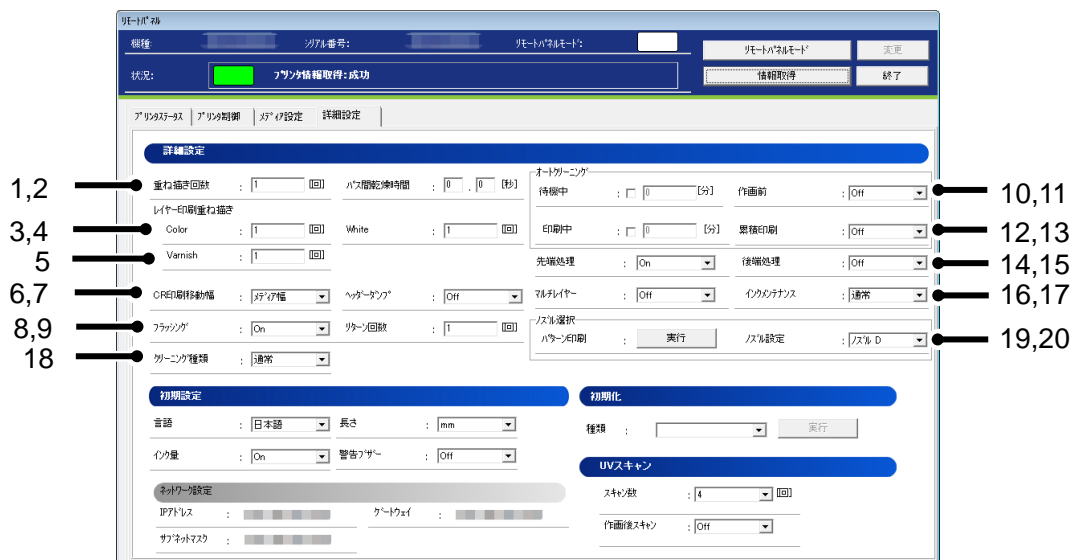 リモートパネル
機種: シリアル番号: リモートパネルモード: リモートパネルモード 変更
状況: プリンタ情報取得:成功 情報取得 終了
プリンタステータス プリンタ制御 メディア設定 詳細設定
詳細設定
1,2 重ね描き回数 : 1 [回] パス間乾燥時間 : 0 . 0 [秒]
レイヤー印刷重ね描き
3,4 Color : 1 [回] White : 1 [回]
5 Varnish : 1 [回]
6,7 CR印刷移動幅 : メディア幅 ヘッダーダンプ : Off
8,9 フラッシング : On リターン回数 : 1 [回]
18 クリーニング種類 : 通常
オートクリーニング
待機中 : 0 [分] 作画前 : Off 10,11
印刷中 : 0 [分] 累積印刷 : Off 12,13
先端処理 : On 後端処理 : Off 14,15
マルチレイヤー : Off インクメンテナンス : 通常 16,17
ノズル選択
パターン印刷 : 実行 ノズル設定 : ノズル D 19,20
初期設定
言語 : 日本語 長さ : mm
インク量 : On 警告ブザー : Off
ネットワーク設定
IPアドレス : ゲートウェイ :
サブネットマスク :
初期化
種類 : 実行
UVスキャン
スキャン数 : 4 [回]
作画後スキャン : Off